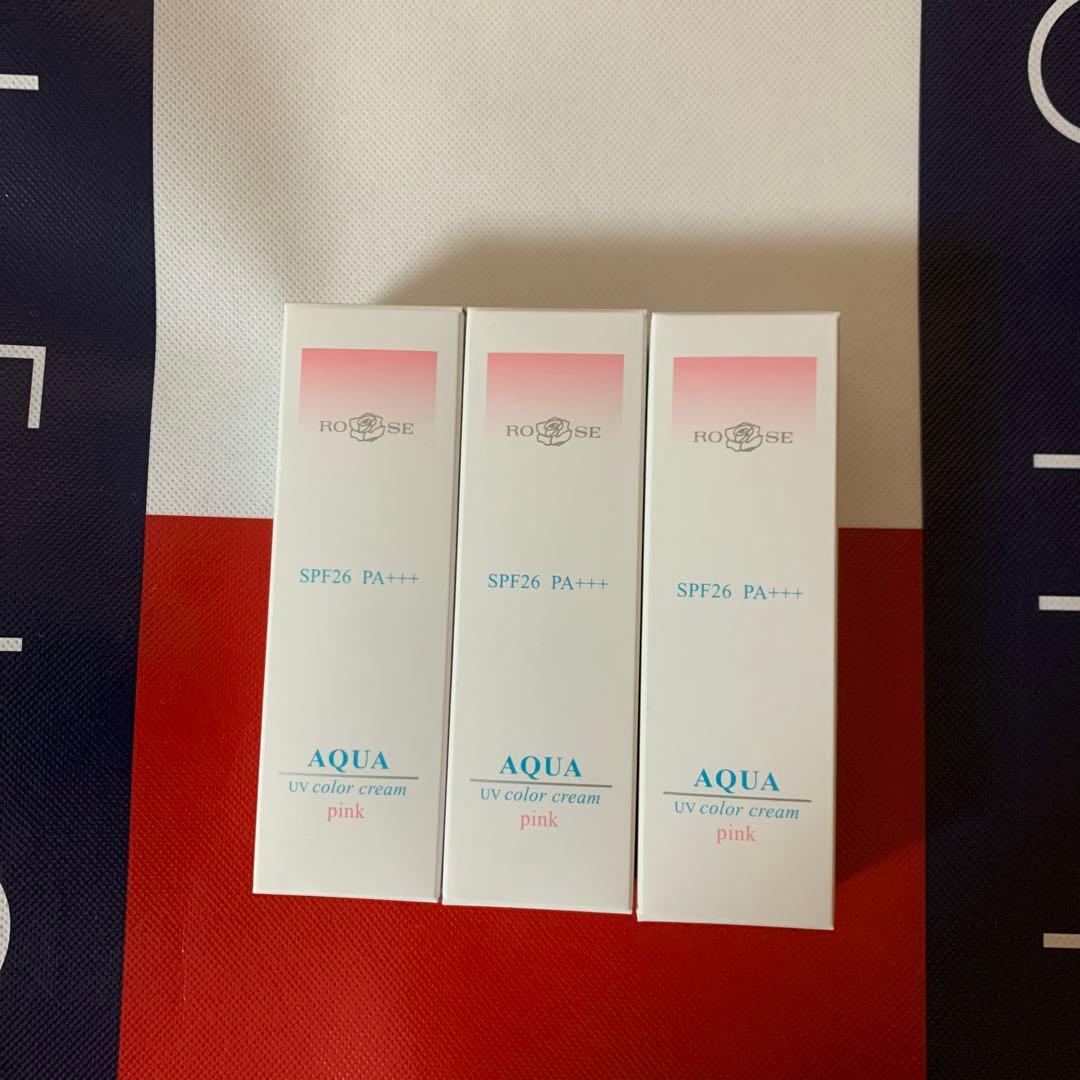 ROSE
SPF26 PA+++
AQUA
UV color cream
pink
ROSE
SPF26 PA+++
AQUA
UV color cream
pink
ROSE
SPF26 PA+++
AQUA
UV color cream
pink